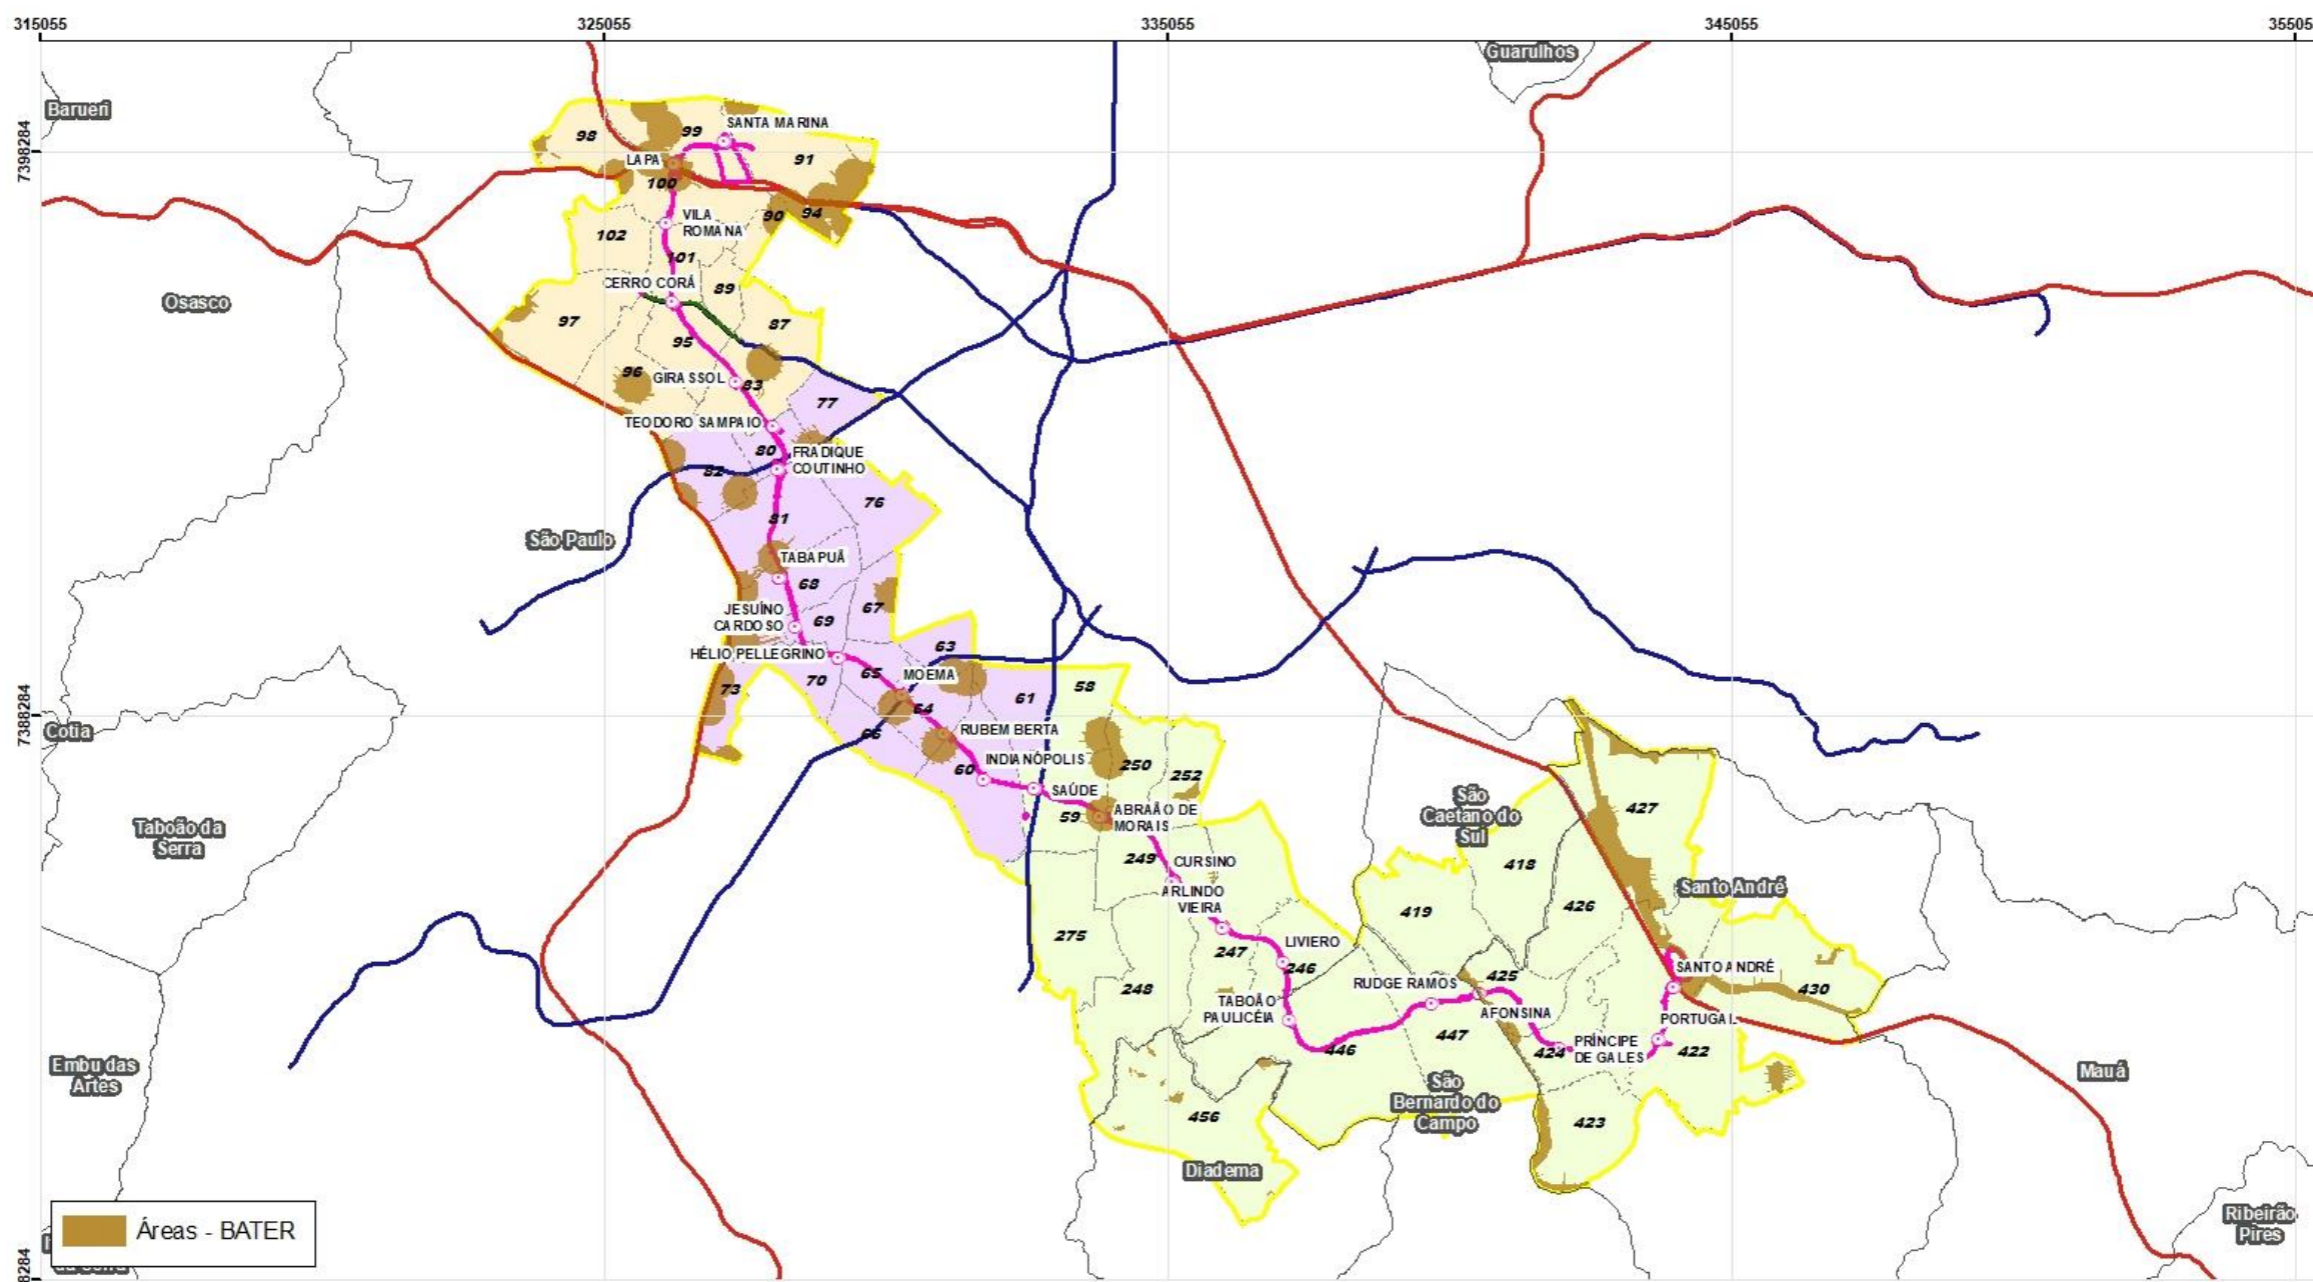 315055
325055
335055
345055
7398284
7388284
Guarulhos
Barueri
Osasco
São Paulo
Cotia
Taboão da
Serra
Embu das
Artes
São
Caetano do
Sul
Santo André
São
Bernardo do
Campo
Diadema
Mauá
Ribeirão
Pires
SANTA MARINA
LAPA
VILA
ROMANA
CERRO CORÁ
GIRASSOL
TEODORO SAMPAIO
FRADIQUE
COUTINHO
TABAPUÃ
JESUÍNO
CARDOSO
HÉLIO PELLEGRINO
MOEMA
RUBEM BERTA
INDIANÓPOLIS
SAÚDE
ABRAÃO DE
MORAIS
CURSINO
ARLINDO
VIEIRA
LIVIERO
TABOÃO
PAULICÉIA
RUDGE RAMOS
AFONSINA
PRÍNCIPE
DE GALES
PORTUGAL
SANTO ANDRÉ
98
99
91
100
90
94
102
101
89
97
87
95
96
83
77
80
82
76
81
68
67
69
63
65
70
73
64
61
58
66
60
250
252
59
249
427
418
426
419
275
247
246
248
425
430
447
446
424
422
456
423
Áreas - BATER